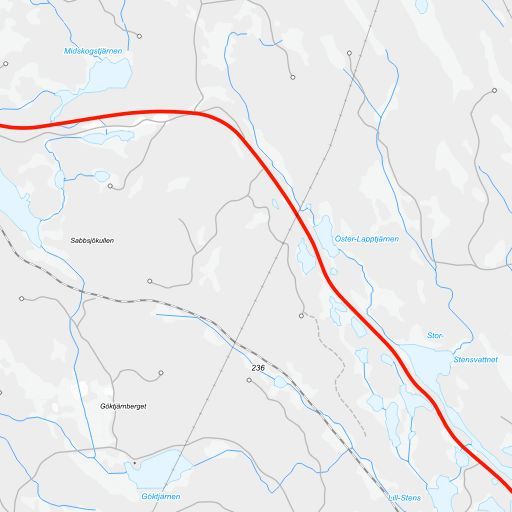 Midskogstjärnen
Sabbsjökullen
Öster-Lapptjärnen
Stor-
Stensvattnet
236
Göktjärnberget
Göktjärnen
Lill-Stens